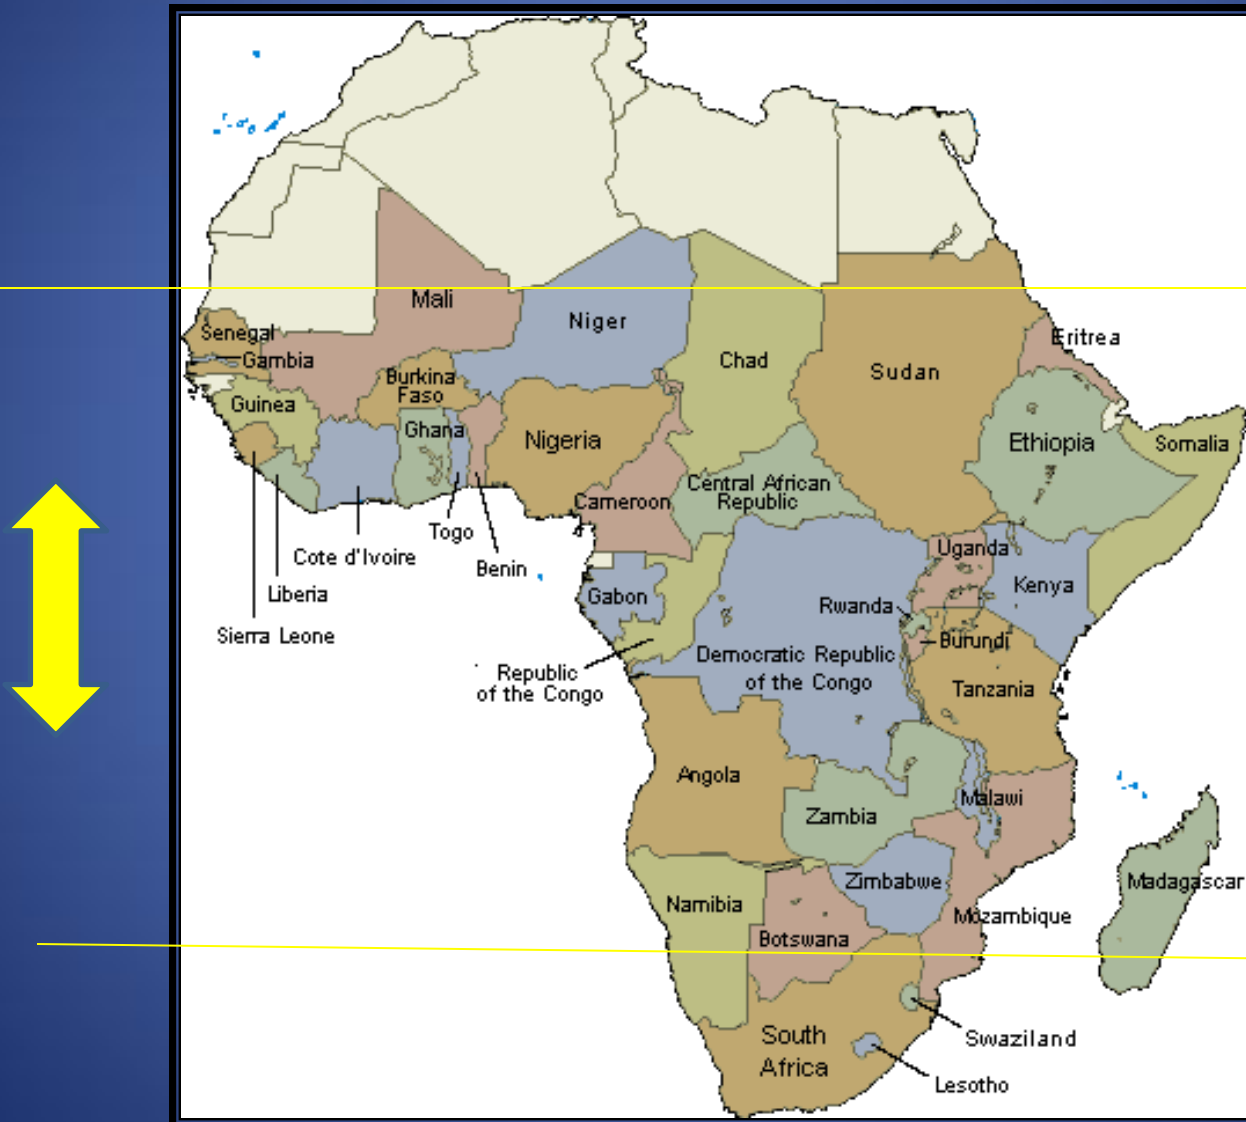 Mali
Niger
Senegal
Eritrea
Gambia
Chad
Sudan
Burkina
Faso
Guinea
Ghana
Nigeria
Ethiopia
Somalia
Central African
Republic
Cameroon
Togo
Cote d'Ivoire
Benin
Uganda
Liberia
Gabon
Kenya
Rwanda
Sierra Leone
Burundi
Republic
of the Congo
Democratic Republic
of the Congo
Tanzania
Angola
Malawi
Zambia
Zimbabwe
Madagascar
Namibia
Mozambique
Botswana
South
Africa
Swaziland
Lesotho